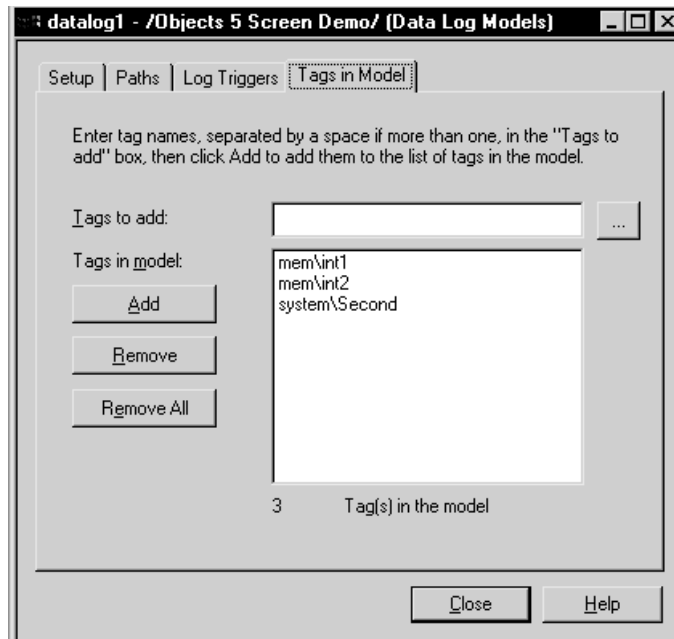 datalog1 - /Objects 5 Screen Demo/ (Data Log Models)
Setup Paths Log Triggers Tags in Model
Enter tag names, separated by a space if more than one, in the "Tags to
add" box, then click Add to add them to the list of tags in the model.
Tags to add:
...
Tags in model:
mem\int1
mem\int2
system\Second
Add
Remove
Remove All
3 Tag(s) in the model
Close Help